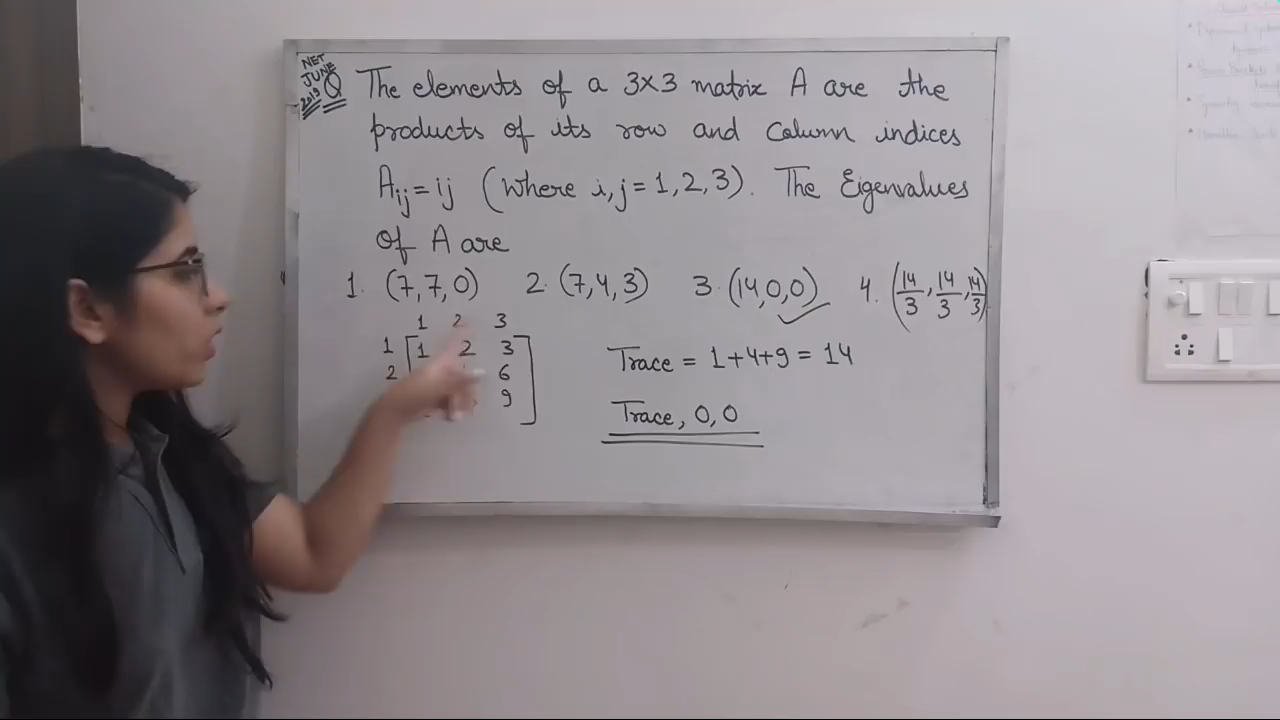 NET
JUNE
2019
Q The elements of a 3×3 matrix A are the
products of its row and Column indices
Aij = ij (where i, j = 1, 2, 3). The Eigenvalues
of A are
1. (7, 7, 0) 2. (7, 4, 3) 3. (14, 0, 0) ✓ 4. (14/3, 14/3, 14/3)
1 2 3
1 [1 2 3]
2 6
9
Trace = 1+4+9 = 14
Trace, 0, 0